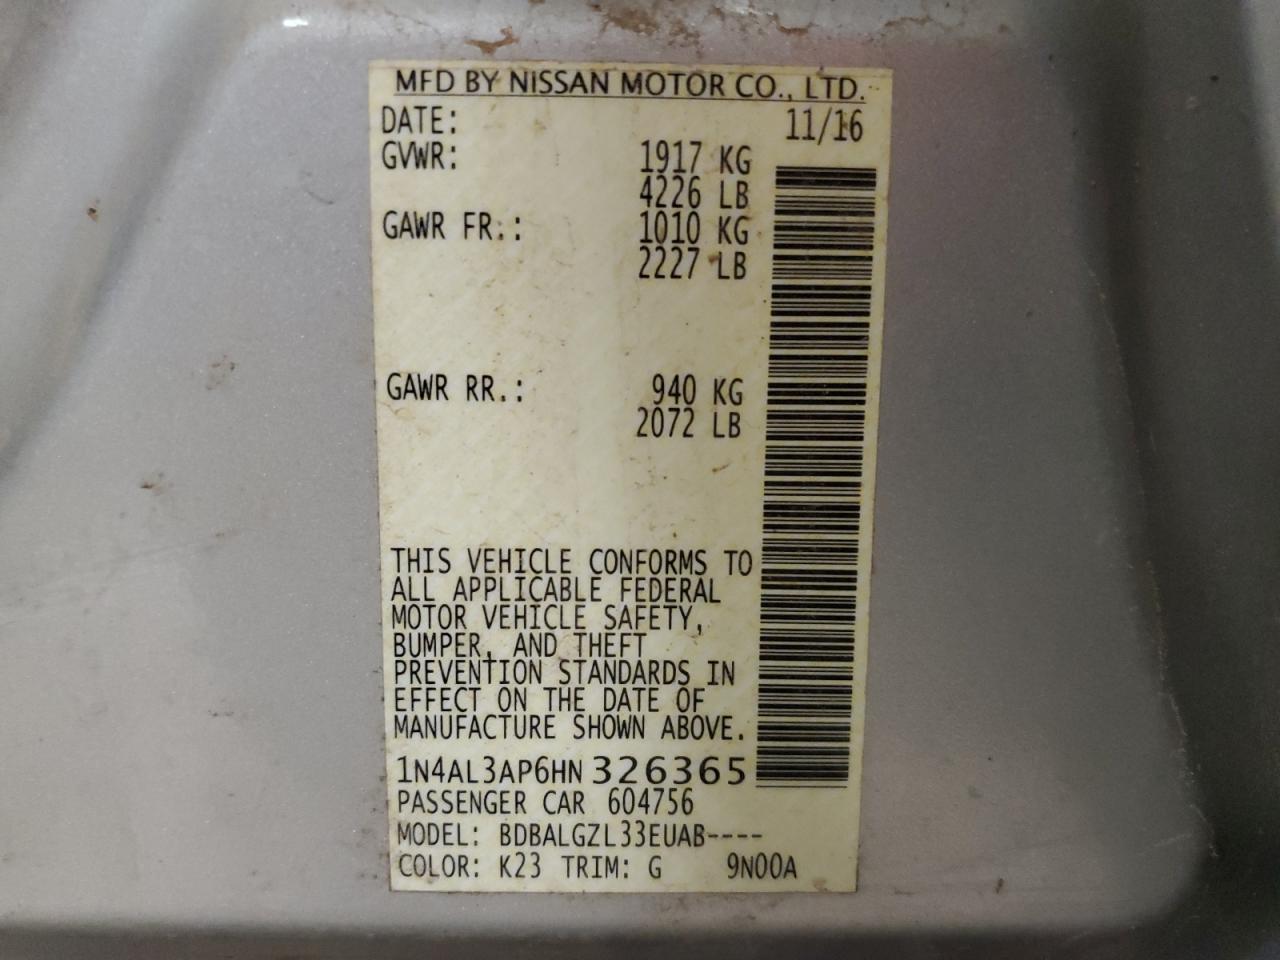 MFD BY NISSAN MOTOR CO., LTD.
DATE: 11/16
GVWR: 1917 KG
4226 LB
GAWR FR.: 1010 KG
2227 LB
GAWR RR.: 940 KG
2072 LB
THIS VEHICLE CONFORMS TO
ALL APPLICABLE FEDERAL
MOTOR VEHICLE SAFETY,
BUMPER, AND THEFT
PREVENTION STANDARDS IN
EFFECT ON THE DATE OF
MANUFACTURE SHOWN ABOVE.
1N4AL3AP6HN326365
PASSENGER CAR 604756
MODEL: BDBALGZL33EUAB----
COLOR: K23 TRIM: G 9N00A